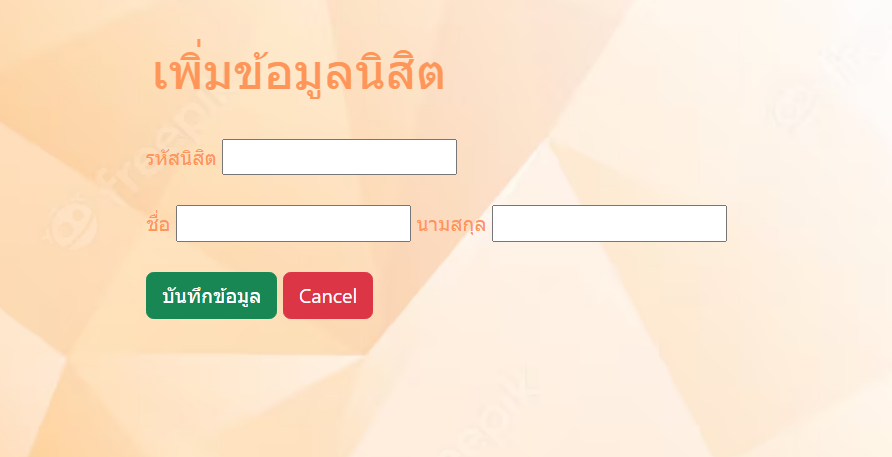 เพิ่มข้อมูลนิสิต
รหัสนิสิต
ชื่อ นามสกุล
บันทึกข้อมูล Cancel
freepik